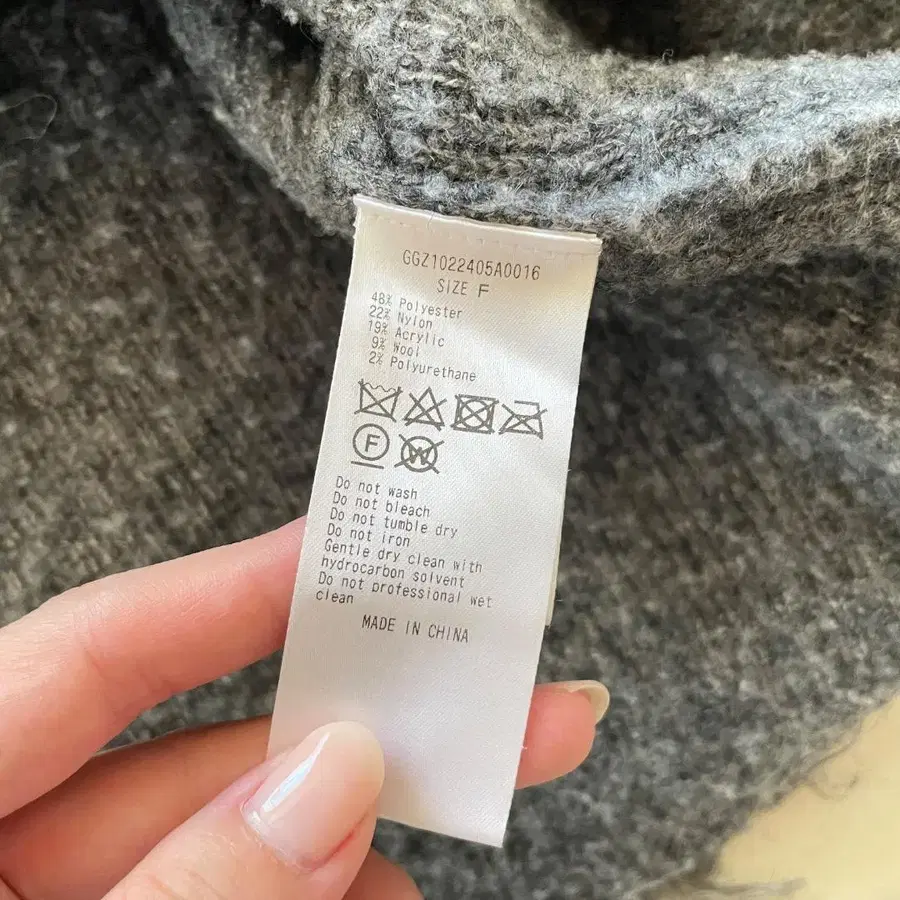 GGZ1022405A0016
SIZE F
48% Polyester
22% Nylon
19% Acrylic
9% Wool
2% Polyurethane
F W
Do not wash
Do not bleach
Do not tumble dry
Do not iron
Gentle dry clean with
hydrocarbon solvent
Do not professional wet
clean
MADE IN CHINA